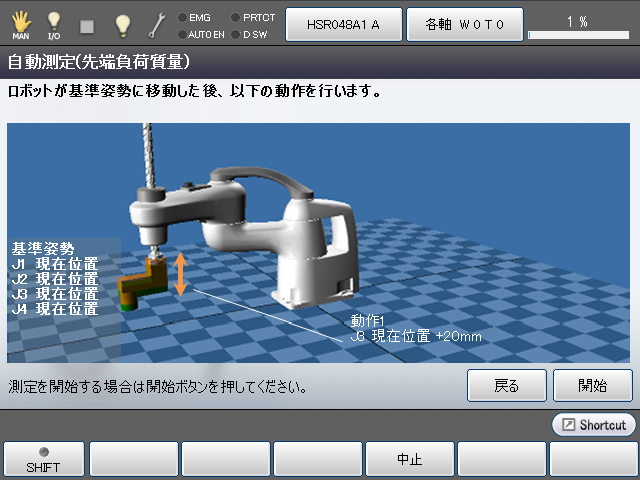 MAN
I/O
EMG
PRTCT
AUTO EN
D SW
HSR048A1 A
各軸 W0T0
1 %
自動測定(先端負荷質量)
ロボットが基準姿勢に移動した後、以下の動作を行います。
基準姿勢
J1 現在位置
J2 現在位置
J3 現在位置
J4 現在位置
動作1
J3 現在位置 +20mm
測定を開始する場合は開始ボタンを押してください。
戻る
開始
Shortcut
SHIFT
中止